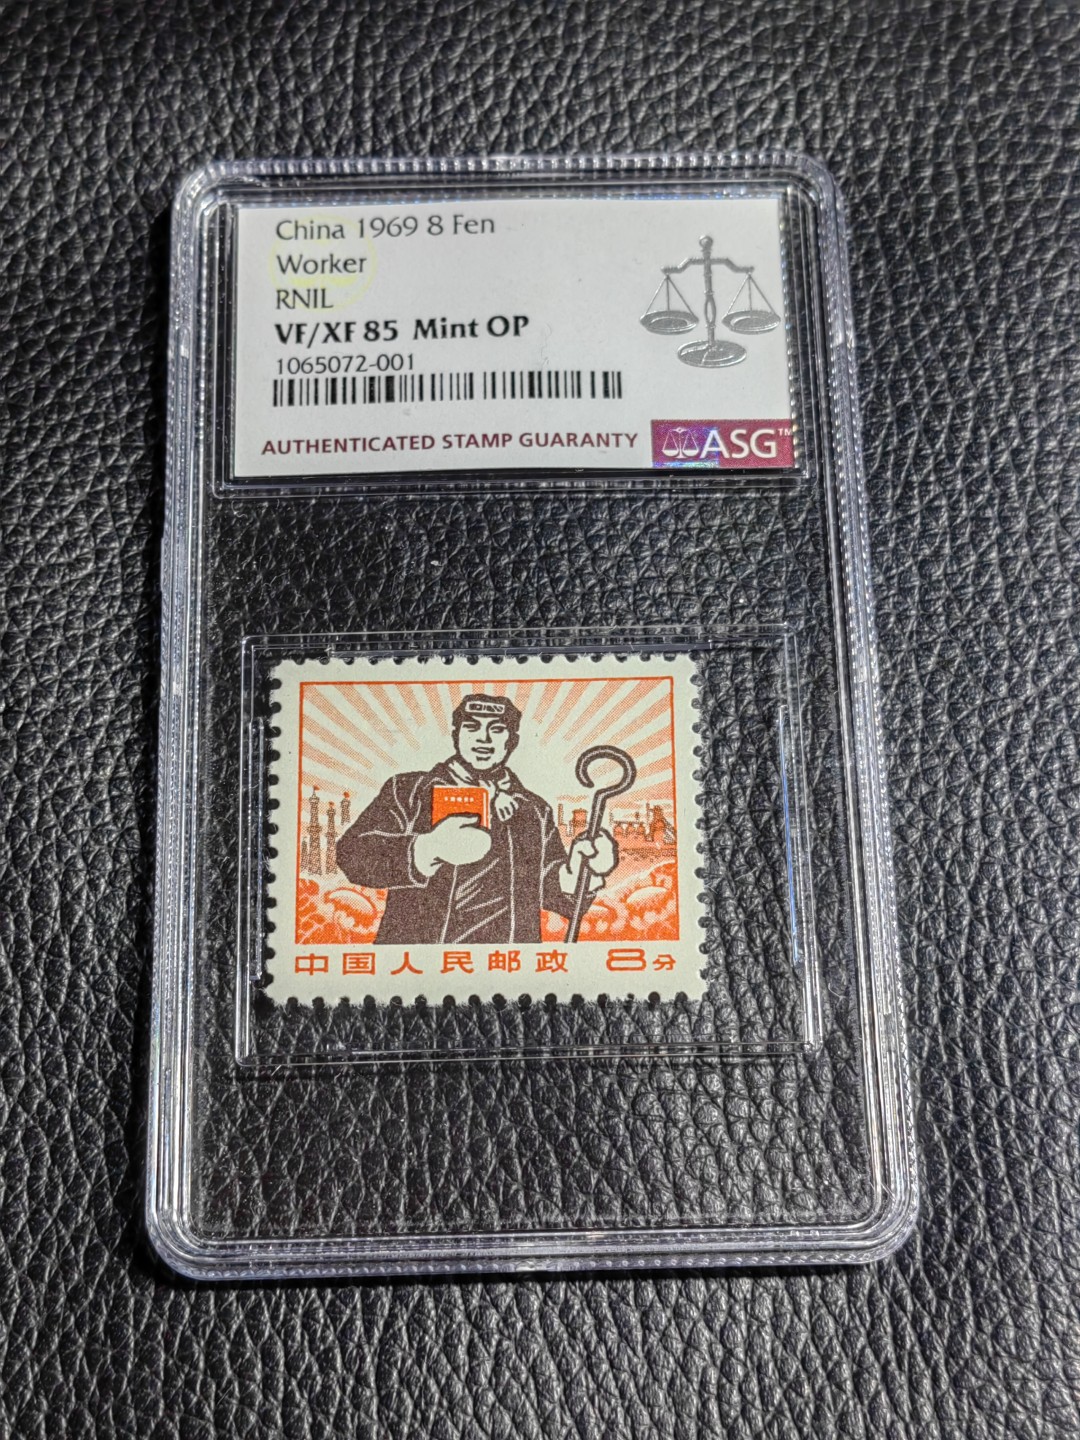 China 1969 8 Fen
Worker
RNIL
VF/XF 85 Mint OP
1065072-001
AUTHENTICATED STAMP GUARANTY ASG™
中国人民邮政 8分